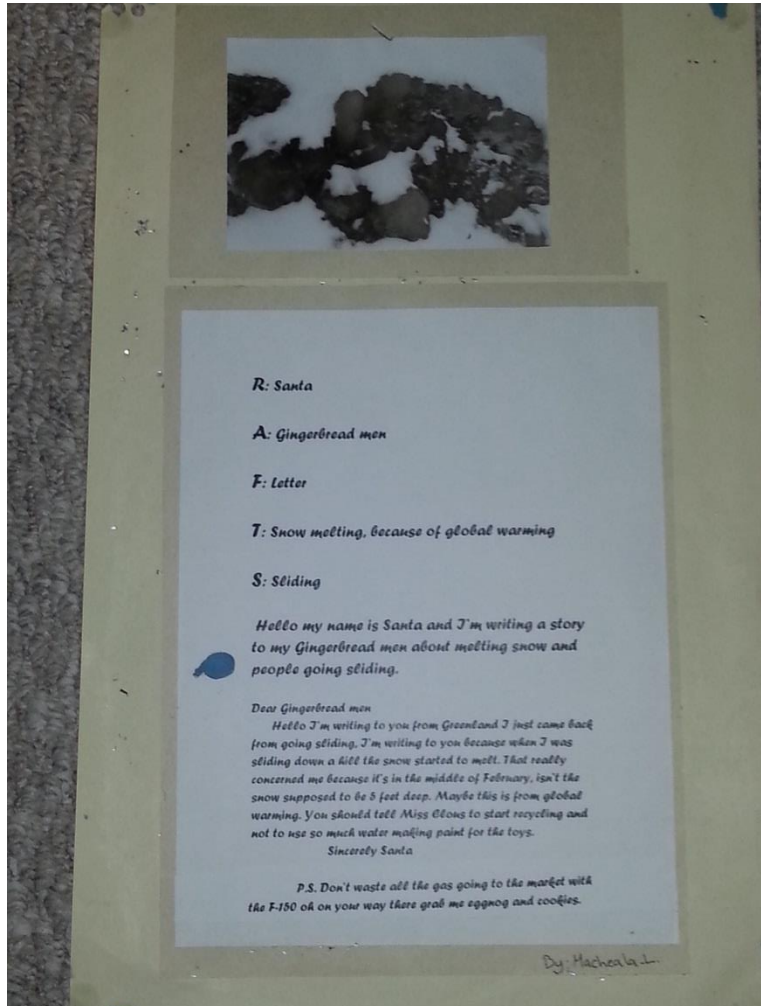 R: Santa
A: Gingerbread men
F: Letter
T: Snow melting, because of global warming
S: Sliding
Hello my name is Santa and I'm writing a story
to my Gingerbread men about melting snow and
people going sliding.
Dear Gingerbread men
Hello I'm writing to you from Greenland I just came back
from going sliding, I'm writing to you because when I was
sliding down a hill the snow started to melt. That really
concerned me because it's in the middle of February, isn't the
snow supposed to be 5 feet deep. Maybe this is from global
warming. You should tell Miss Clous to start recycling and
not to use so much water making paint for the toys.
Sincerely Santa
P.S. Don't waste all the gas going to the market with
the F-150 oh on your way there grab me eggnog and cookies.
By: Macheala L.